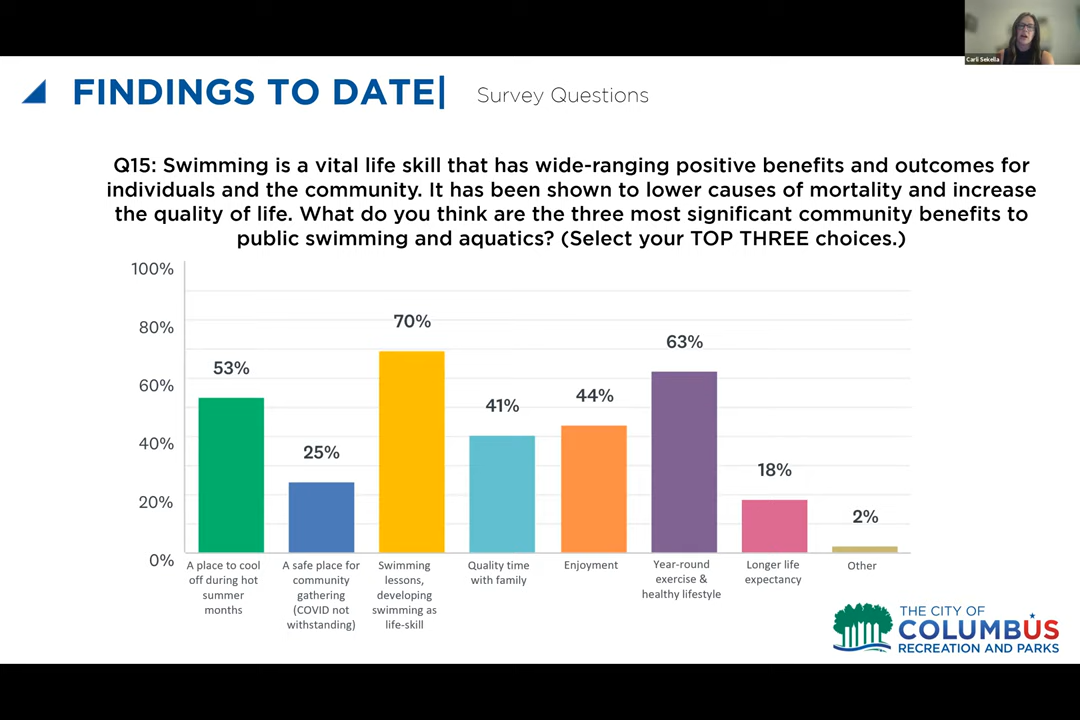 Carli Sekella
FINDINGS TO DATE|
Survey Questions
Q15: Swimming is a vital life skill that has wide-ranging positive benefits and outcomes for
individuals and the community. It has been shown to lower causes of mortality and increase
the quality of life. What do you think are the three most significant community benefits to
public swimming and aquatics? (Select your TOP THREE choices.)
100%
80%
60%
40%
20%
0%
53%
25%
70%
41%
44%
63%
18%
2%
A place to cool
off during hot
summer
months
A safe place for
community
gathering
(COVID not
withstanding)
Swimming
lessons,
developing
swimming as
life-skill
Quality time
with family
Enjoyment
Year-round
exercise &
healthy lifestyle
Longer life
expectancy
Other
THE CITY OF
COLUMBUS
RECREATION AND PARKS